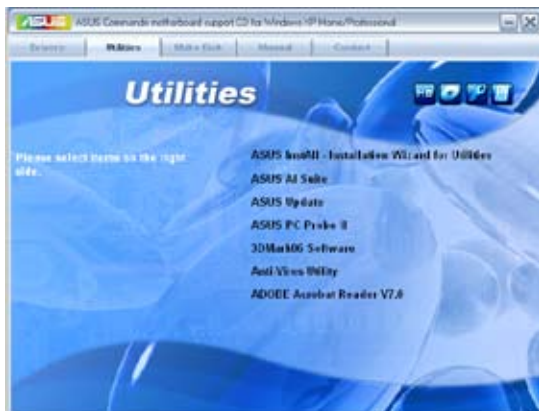 ASUS Commando motherboard support CD for Windows XP Home/Professional
Drivers Utilities Make Disk Manual Contact
Utilities
Please select items on the right side.
ASUS InstAll - Installation Wizard for Utilities
ASUS AI Suite
ASUS Update
ASUS PC Probe II
3DMark06 Software
Anti-Virus Utility
ADOBE Acrobat Reader V7.0